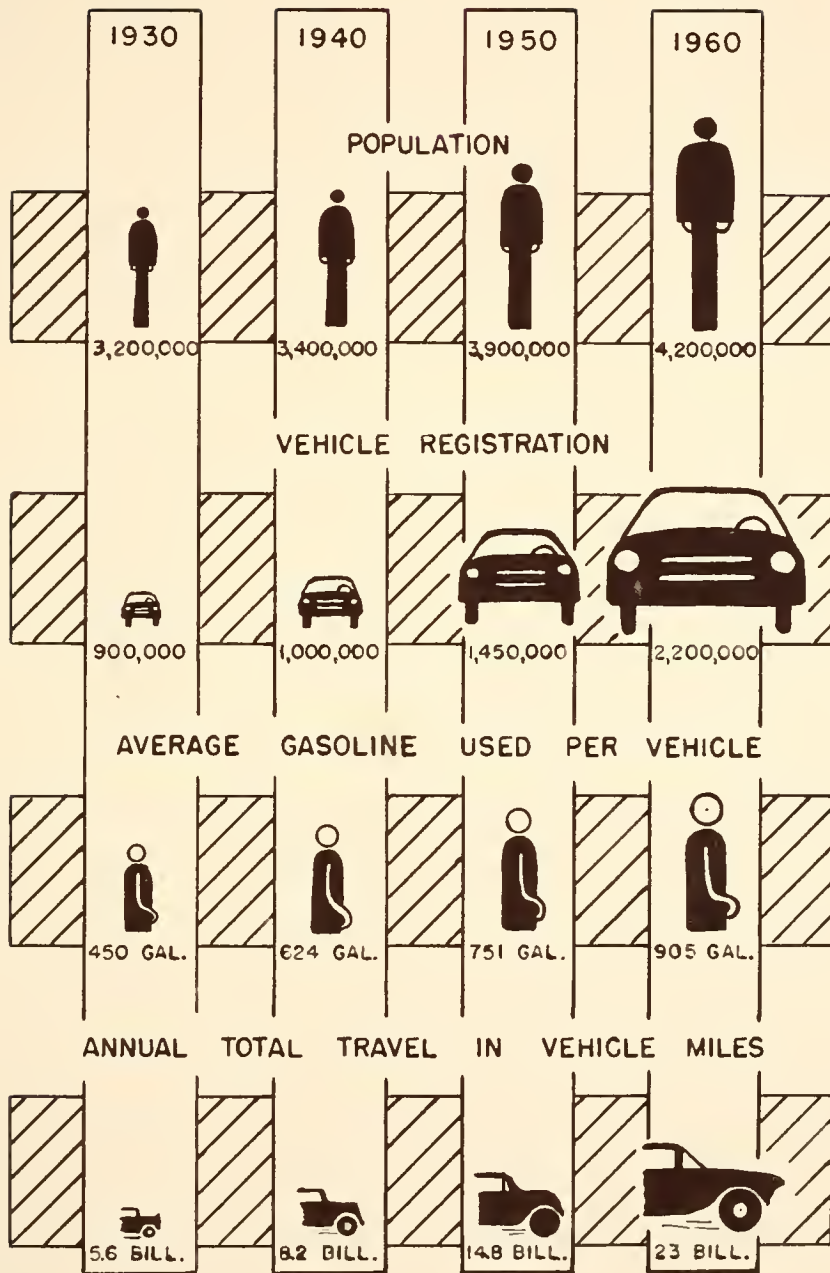 1930 1940 1950 1960
POPULATION
3,200,000 3,400,000 3,900,000 4,200,000
VEHICLE REGISTRATION
900,000 1,000,000 1,450,000 2,200,000
AVERAGE GASOLINE USED PER VEHICLE
450 GAL. 624 GAL. 751 GAL. 905 GAL.
ANNUAL TOTAL TRAVEL IN VEHICLE MILES
5.6 BILL. 8.2 BILL. 14.8 BILL. 23 BILL.